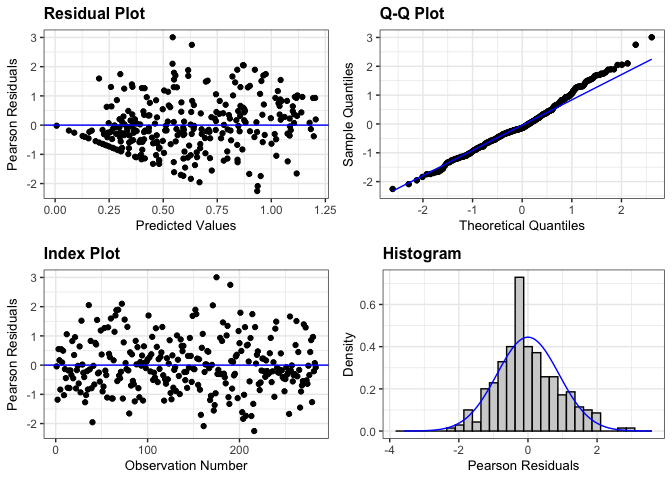 Residual Plot
Pearson Residuals
3
2
1
0
-1
-2
0.00 0.25 0.50 0.75 1.00 1.25
Predicted Values
Q-Q Plot
Sample Quantiles
3
2
1
0
-1
-2
-2 -1 0 1 2
Theoretical Quantiles
Index Plot
Pearson Residuals
3
2
1
0
-1
-2
0 100 200
Observation Number
Histogram
Density
0.6
0.4
0.2
0.0
-4 -2 0 2
Pearson Residuals